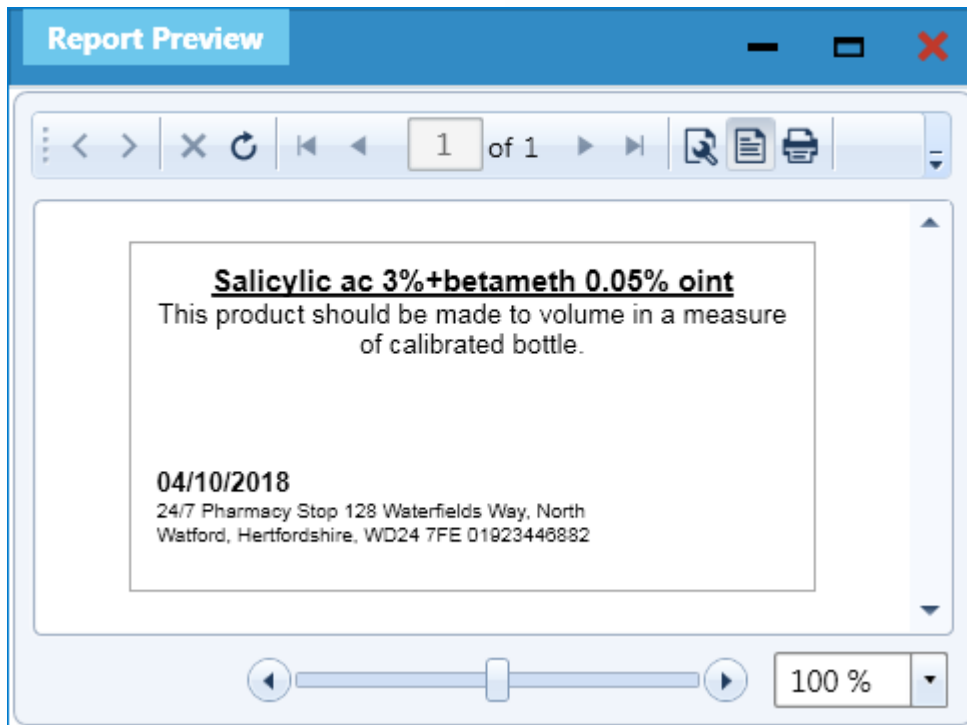 Report Preview
1 of 1
Salicylic ac 3%+betameth 0.05% oint
This product should be made to volume in a measure
of calibrated bottle.
04/10/2018
24/7 Pharmacy Stop 128 Waterfields Way, North
Watford, Hertfordshire, WD24 7FE 01923446882
100 %